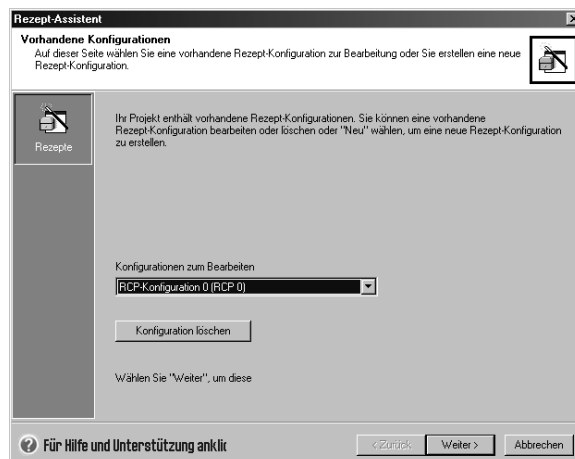 Rezept-Assistent
Vorhandene Konfigurationen
Auf dieser Seite wählen Sie eine vorhandene Rezept-Konfiguration zur Bearbeitung oder Sie erstellen eine neue
Rezept-Konfiguration.
Rezepte
Ihr Projekt enthält vorhandene Rezept-Konfigurationen. Sie können eine vorhandene
Rezept-Konfiguration bearbeiten oder löschen oder "Neu" wählen, um eine neue Rezept-Konfiguration
zu erstellen.
Konfigurationen zum Bearbeiten
RCP-Konfiguration 0 (RCP 0)
Konfiguration löschen
Wählen Sie "Weiter", um diese
Für Hilfe und Unterstützung anklic
< Zurück
Weiter >
Abbrechen